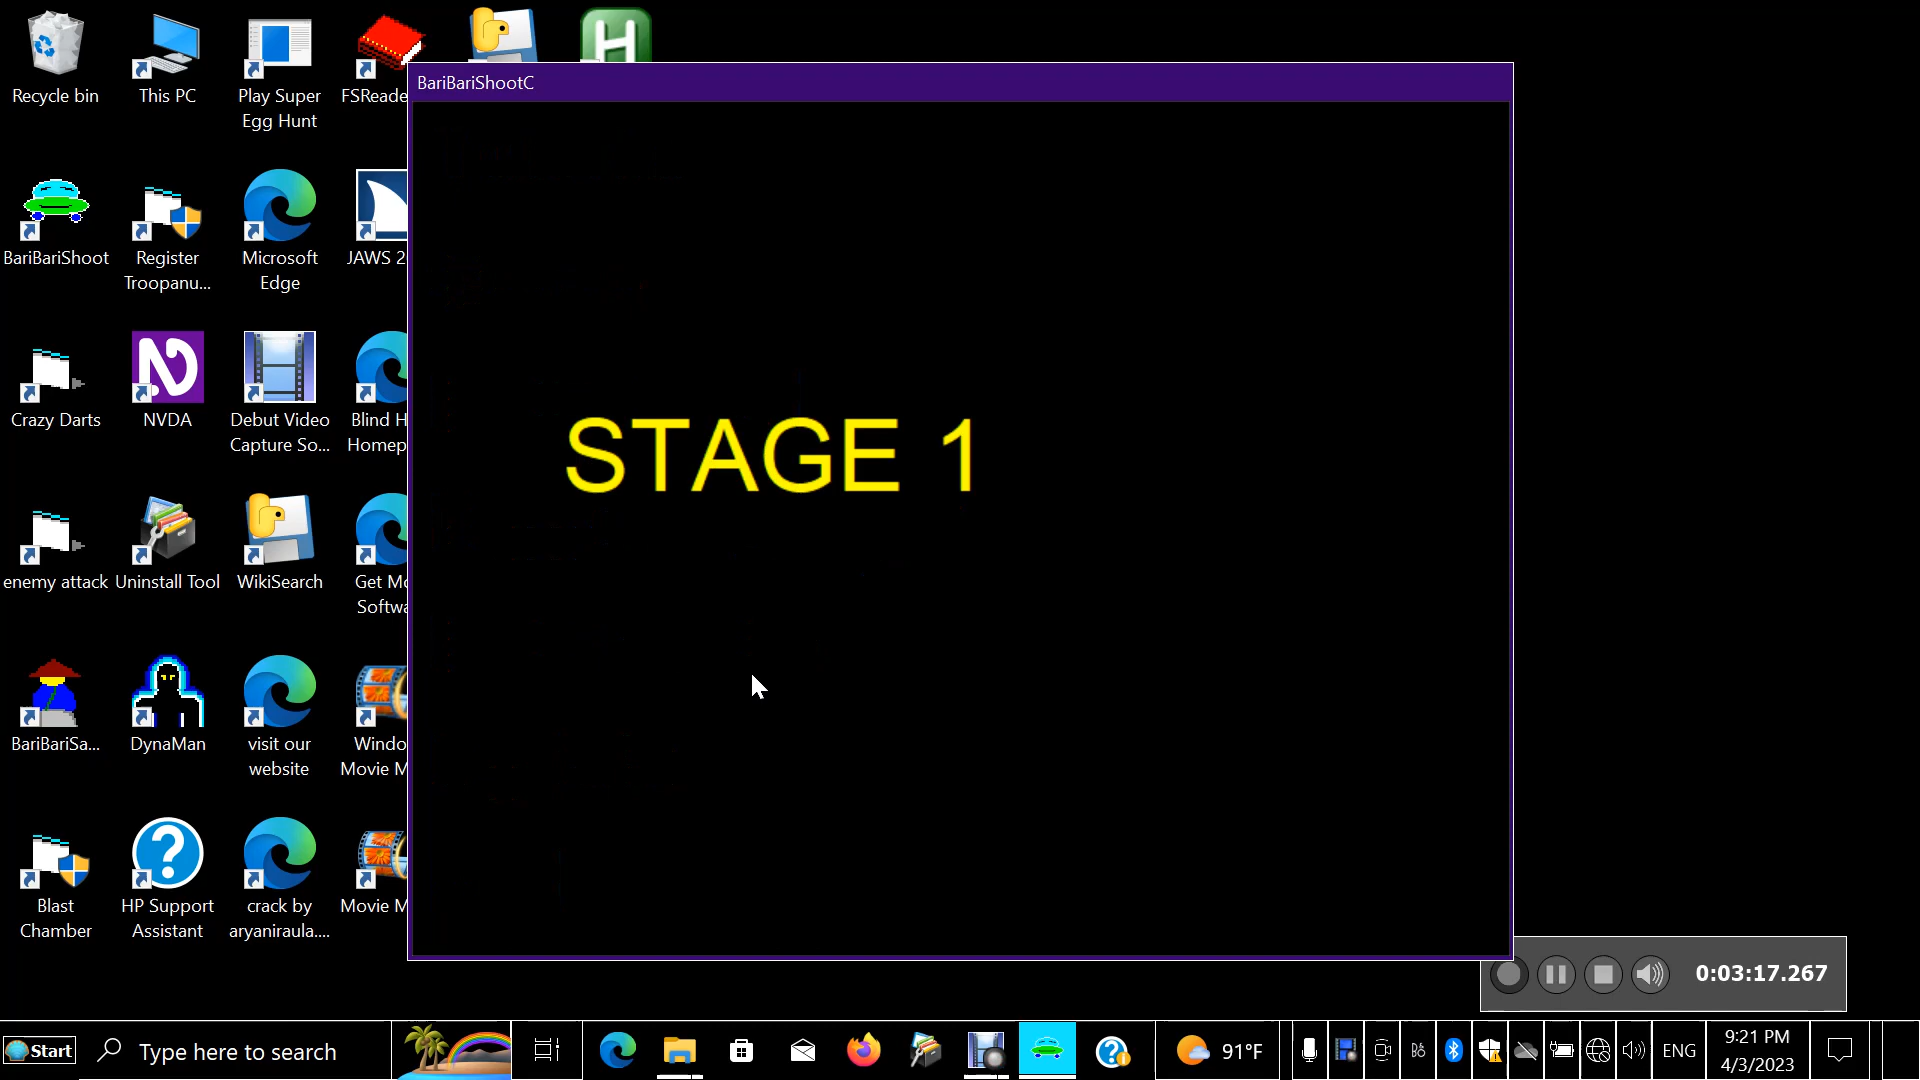 Recycle bin
This PC
Play Super
Egg Hunt
FSReade
H
BariBariShootC
BariBariShoot
Register
Troopanu...
Microsoft
Edge
JAWS 2
STAGE 1
Crazy Darts
NVDA
Debut Video
Capture So...
Blind H
Homep
enemy attack
Uninstall Tool
WikiSearch
Get Mo
Softwa
BariBariSa...
DynaMan
visit our
website
Windo
Movie M
Blast
Chamber
HP Support
Assistant
crack by
aryaniraula....
Movie M
0:03:17.267
Start
Type here to search
91°F
ENG
9:21 PM
4/3/2023